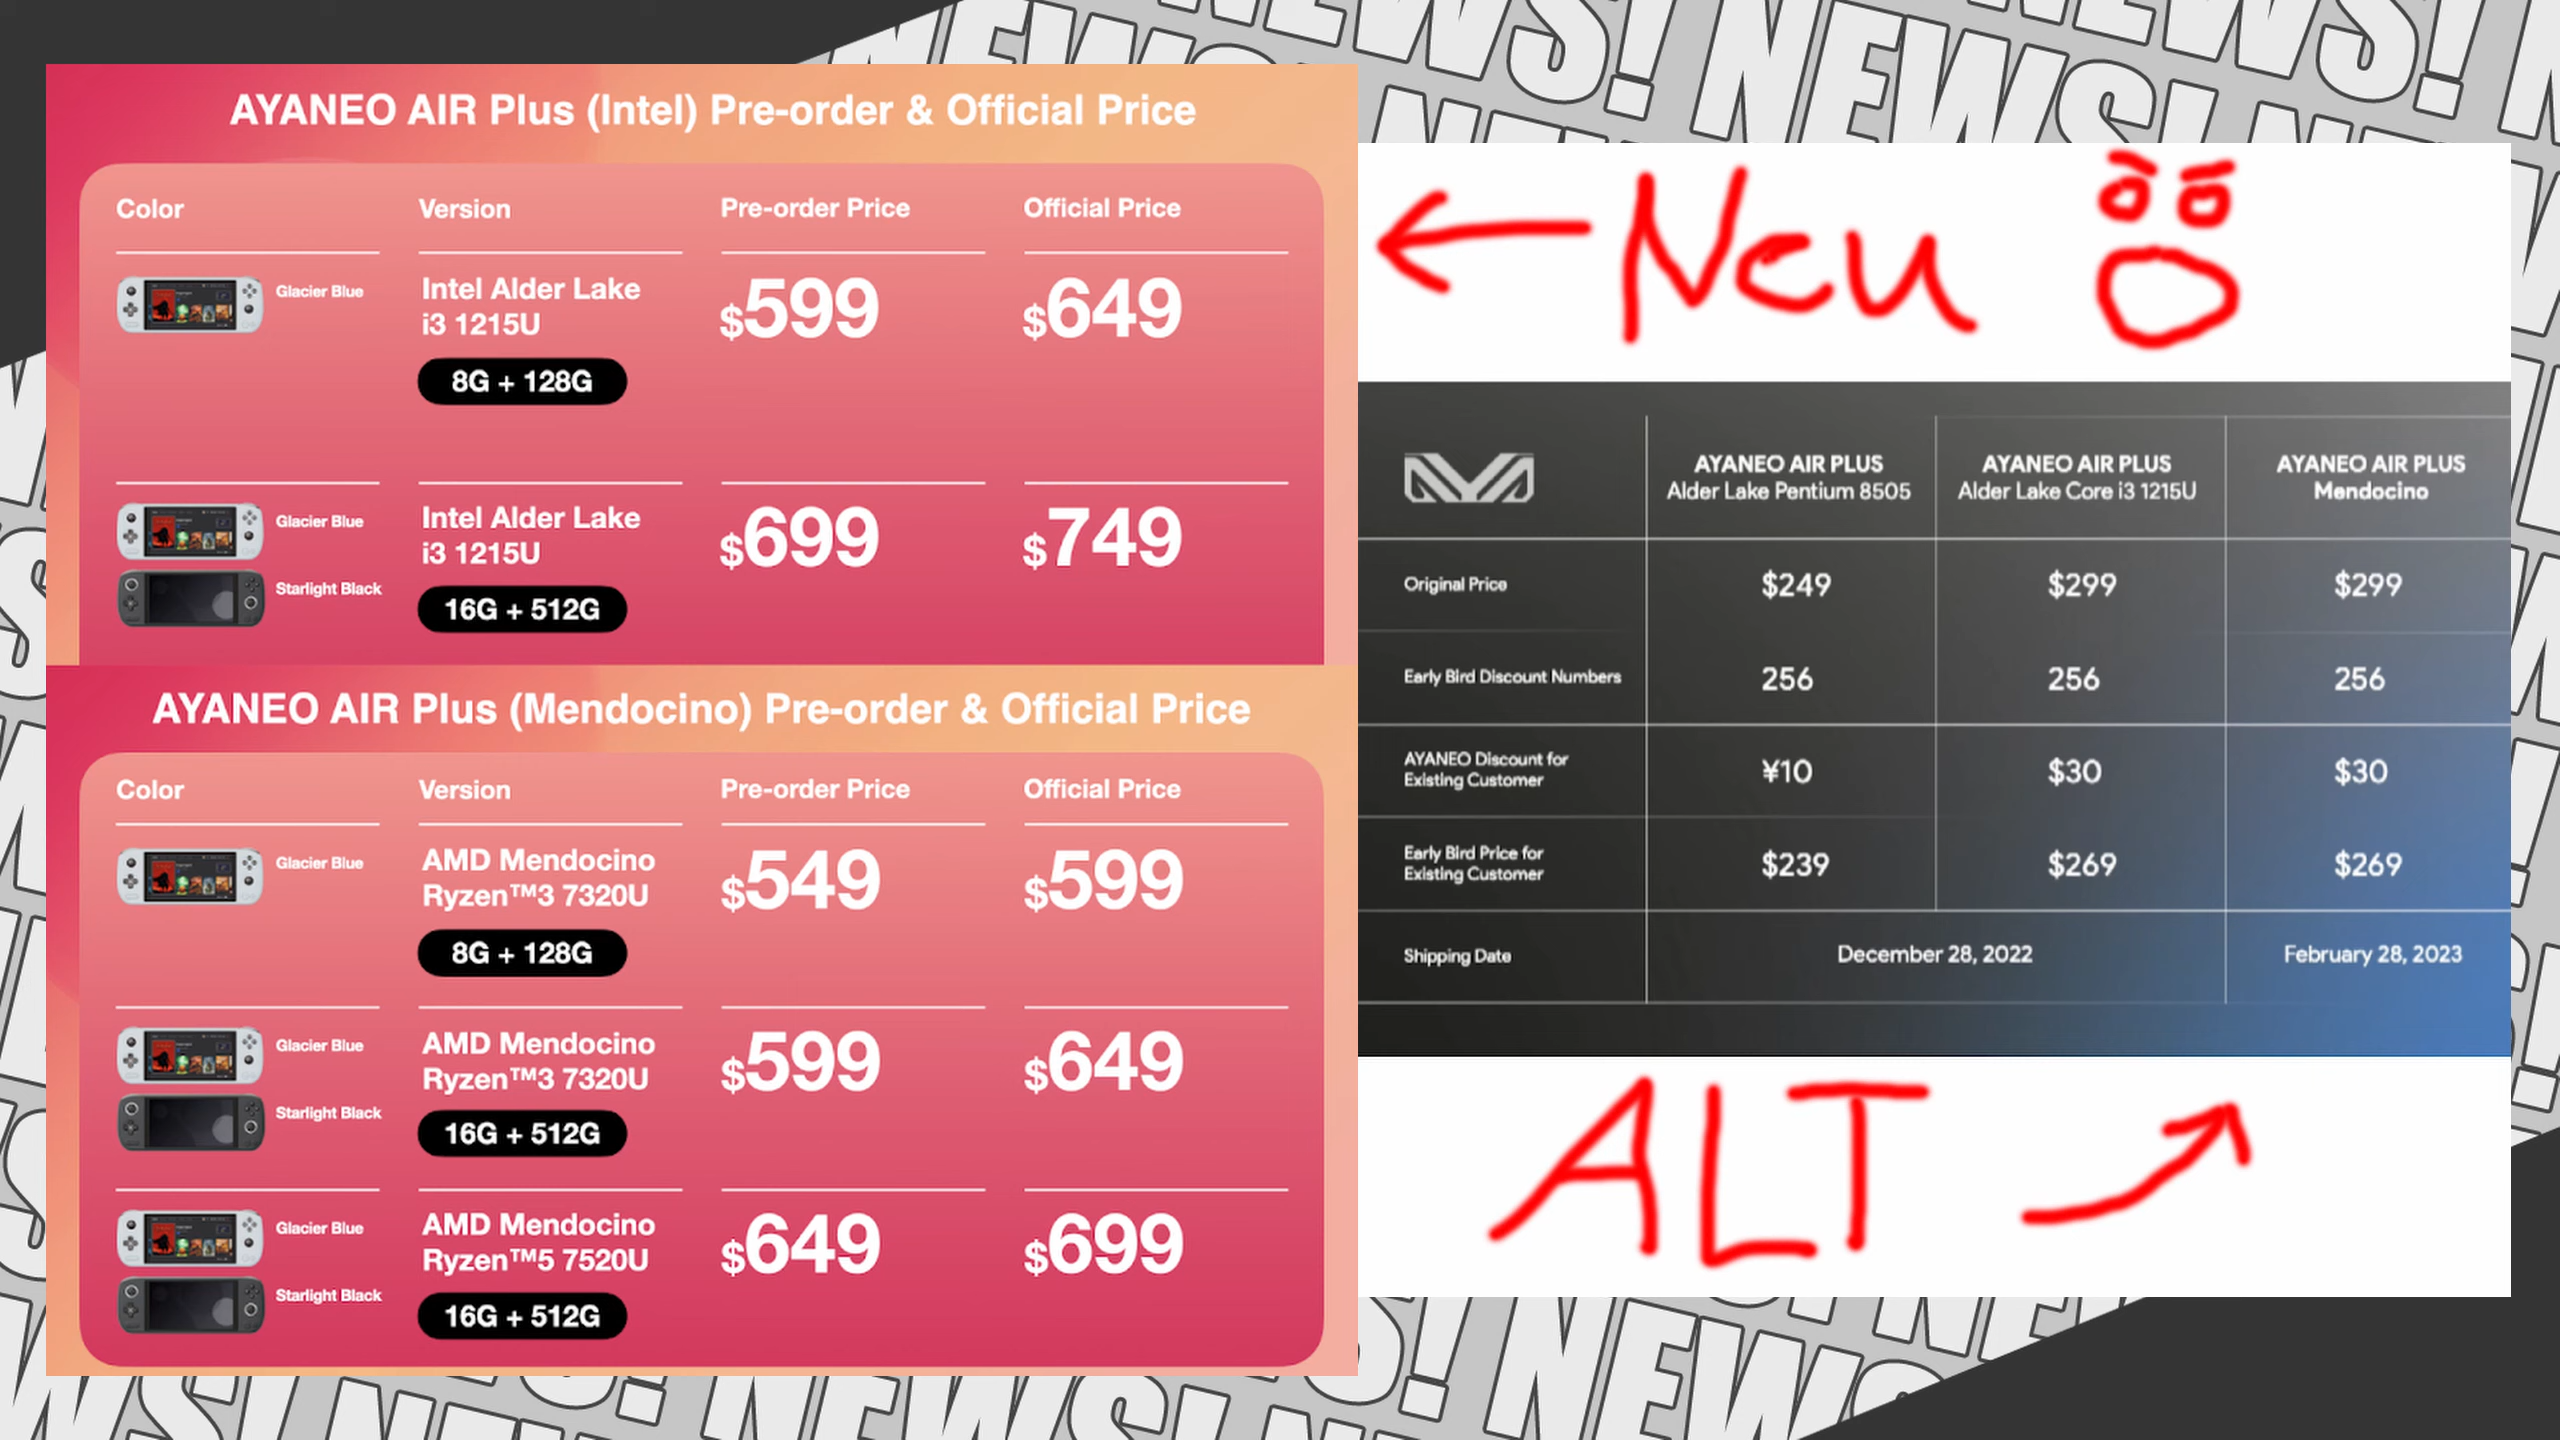 AYANEO AIR Plus (Intel) Pre-order & Official Price
Color Version Pre-order Price Official Price
Glacier Blue
Intel Alder Lake
i3 1215U
8G + 128G
$599 $649
Glacier Blue
Starlight Black
Intel Alder Lake
i3 1215U
16G + 512G
$699 $749
AYANEO AIR Plus (Mendocino) Pre-order & Official Price
Color Version Pre-order Price Official Price
Glacier Blue
AMD Mendocino
Ryzen™3 7320U
8G + 128G
$549 $599
Glacier Blue
Starlight Black
AMD Mendocino
Ryzen™3 7320U
16G + 512G
$599 $649
Glacier Blue
Starlight Black
AMD Mendocino
Ryzen™5 7520U
16G + 512G
$649 $699
← Neu
AYANEO AIR PLUS
Alder Lake Pentium 8505
AYANEO AIR PLUS
Alder Lake Core i3 1215U
AYANEO AIR PLUS
Mendocino
Original Price $249 $299 $299
Early Bird Discount Numbers 256 256 256
AYANEO Discount for
Existing Customer
¥10 $30 $30
Early Bird Price for
Existing Customer
$239 $269 $269
Shipping Date December 28, 2022 February 28, 2023
ALT
NEWS! NEWS! NEWS!